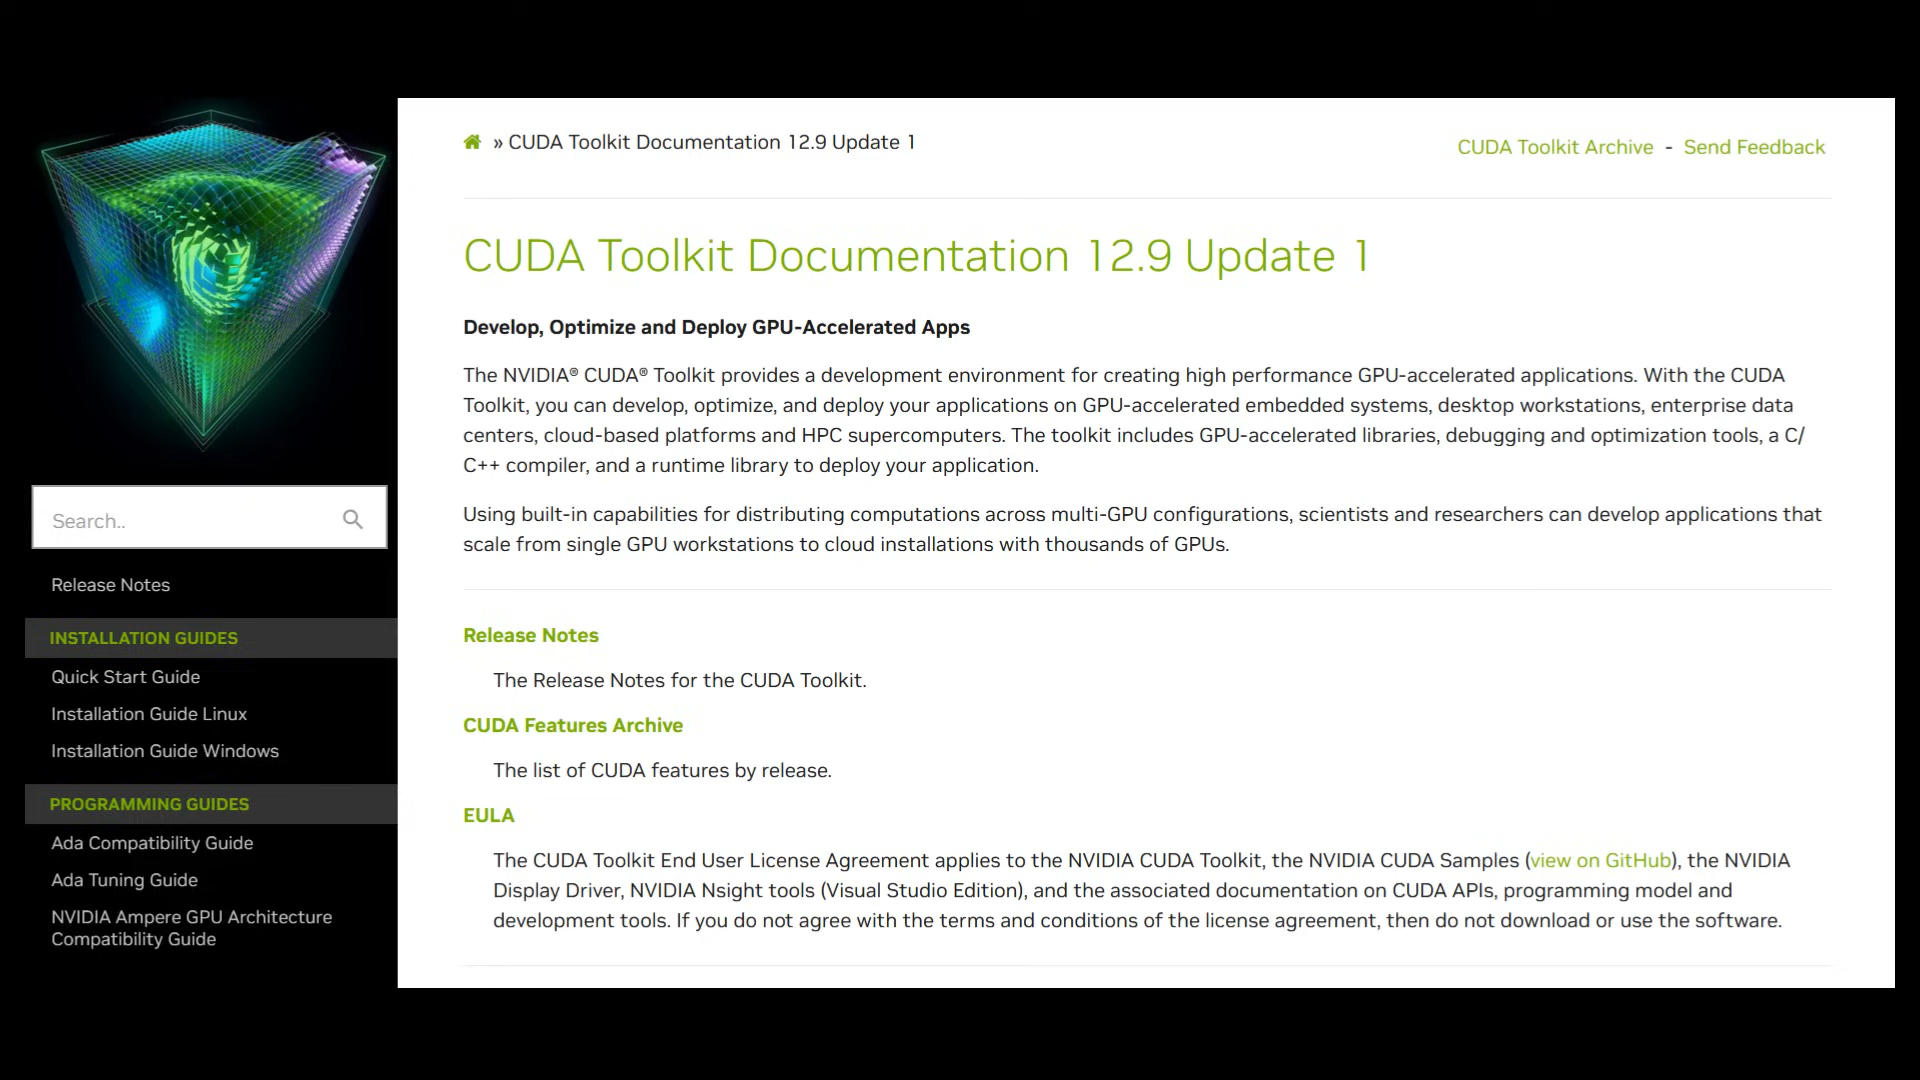 » CUDA Toolkit Documentation 12.9 Update 1
CUDA Toolkit Archive - Send Feedback
CUDA Toolkit Documentation 12.9 Update 1
Develop, Optimize and Deploy GPU-Accelerated Apps
The NVIDIA® CUDA® Toolkit provides a development environment for creating high performance GPU-accelerated applications. With the CUDA
Toolkit, you can develop, optimize, and deploy your applications on GPU-accelerated embedded systems, desktop workstations, enterprise data
centers, cloud-based platforms and HPC supercomputers. The toolkit includes GPU-accelerated libraries, debugging and optimization tools, a C/
C++ compiler, and a runtime library to deploy your application.
Using built-in capabilities for distributing computations across multi-GPU configurations, scientists and researchers can develop applications that
scale from single GPU workstations to cloud installations with thousands of GPUs.
Release Notes
The Release Notes for the CUDA Toolkit.
CUDA Features Archive
The list of CUDA features by release.
EULA
The CUDA Toolkit End User License Agreement applies to the NVIDIA CUDA Toolkit, the NVIDIA CUDA Samples (view on GitHub), the NVIDIA
Display Driver, NVIDIA Nsight tools (Visual Studio Edition), and the associated documentation on CUDA APIs, programming model and
development tools. If you do not agree with the terms and conditions of the license agreement, then do not download or use the software.
Search..
Release Notes
INSTALLATION GUIDES
Quick Start Guide
Installation Guide Linux
Installation Guide Windows
PROGRAMMING GUIDES
Ada Compatibility Guide
Ada Tuning Guide
NVIDIA Ampere GPU Architecture
Compatibility Guide